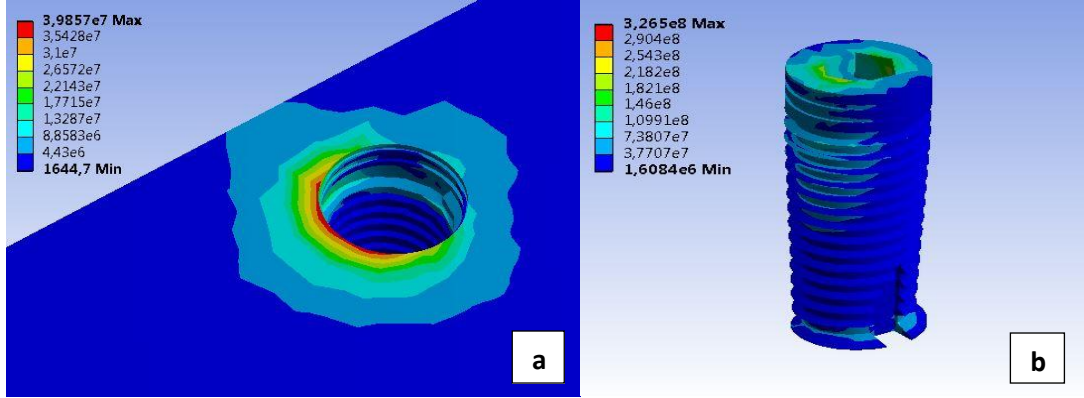 3,9857e7 Max
3,5428e7
3,1e7
2,6572e7
2,2143e7
1,7715e7
1,3287e7
8,8583e6
4,43e6
1644,7 Min
a
3,265e8 Max
2,904e8
2,543e8
2,182e8
1,821e8
1,46e8
1,0991e8
7,3807e7
3,7707e7
1,6084e6 Min
b